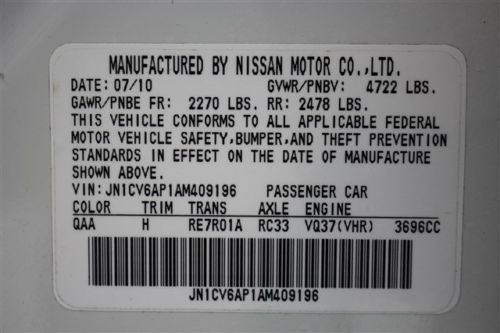 MANUFACTURED BY NISSAN MOTOR CO.,LTD.
DATE: 07/10 GVWR/PNBV: 4722 LBS.
GAWR/PNBE FR: 2270 LBS. RR: 2478 LBS.
THIS VEHICLE CONFORMS TO ALL APPLICABLE FEDERAL
MOTOR VEHICLE SAFETY,BUMPER,AND THEFT PREVENTION
STANDARDS IN EFFECT ON THE DATE OF MANUFACTURE
SHOWN ABOVE.
VIN: JN1CV6AP1AM409196 PASSENGER CAR
COLOR TRIM TRANS AXLE ENGINE
QAA H RE7R01A RC33 VQ37(VHR) 3696CC
JN1CV6AP1AM409196